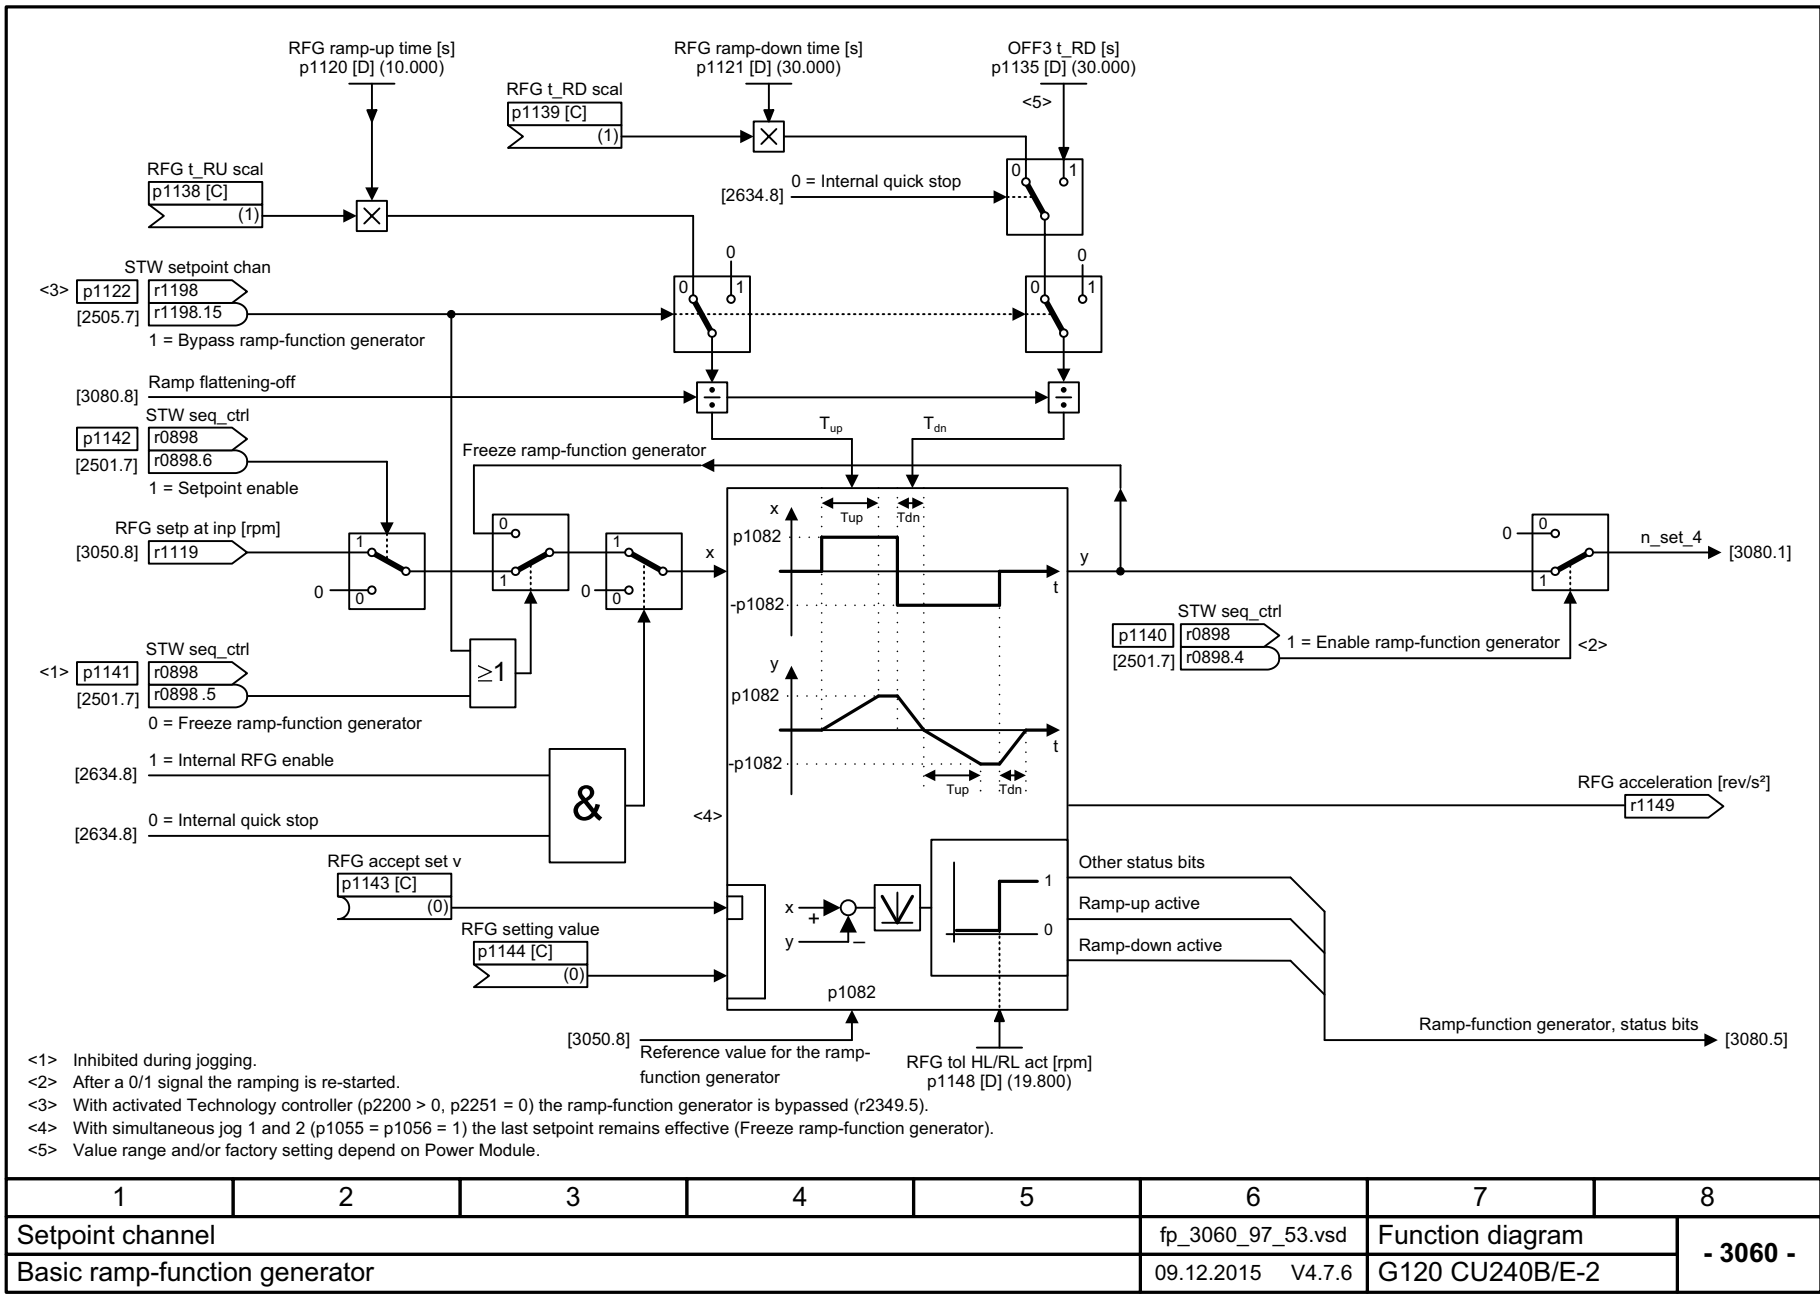 RFG ramp-up time [s]
p1120 [D] (10.000)
RFG ramp-down time [s]
p1121 [D] (30.000)
OFF3 t_RD [s]
p1135 [D] (30.000)
<5>
RFG t_RD scal
p1139 [C]
(1)
RFG t_RU scal
p1138 [C]
(1)
[2634.8]
0 = Internal quick stop
0
1
STW setpoint chan
<3>
p1122
r1198
[2505.7]
r1198.15
1 = Bypass ramp-function generator
0
0
1
0
0
1
[3080.8]
Ramp flattening-off
÷
÷
STW seq_ctrl
p1142
r0898
[2501.7]
r0898.6
1 = Setpoint enable
Tup
Tdn
Freeze ramp-function generator
RFG setp at inp [rpm]
[3050.8]
r1119
1
0
0
0
1
1
0
0
x
x
Tup
Tdn
p1082
-p1082
t
y
0
0
1
n_set_4
[3080.1]
STW seq_ctrl
p1140
r0898
[2501.7]
r0898.4
1 = Enable ramp-function generator
<2>
STW seq_ctrl
<1>
p1141
r0898
[2501.7]
r0898.5
0 = Freeze ramp-function generator
≥1
y
p1082
-p1082
t
Tup
Tdn
[2634.8]
1 = Internal RFG enable
&
[2634.8]
0 = Internal quick stop
<4>
RFG acceleration [rev/s²]
r1149
RFG accept set v
p1143 [C]
(0)
RFG setting value
p1144 [C]
(0)
x
+
y
−
1
0
Other status bits
Ramp-up active
Ramp-down active
p1082
[3050.8]
Reference value for the ramp-
function generator
RFG tol HL/RL act [rpm]
p1148 [D] (19.800)
Ramp-function generator, status bits
[3080.5]
<1> Inhibited during jogging.
<2> After a 0/1 signal the ramping is re-started.
<3> With activated Technology controller (p2200 > 0, p2251 = 0) the ramp-function generator is bypassed (r2349.5).
<4> With simultaneous jog 1 and 2 (p1055 = p1056 = 1) the last setpoint remains effective (Freeze ramp-function generator).
<5> Value range and/or factory setting depend on Power Module.
1 2 3 4 5 6 7 8
Setpoint channel
fp_3060_97_53.vsd
Function diagram
- 3060 -
Basic ramp-function generator
09.12.2015 V4.7.6
G120 CU240B/E-2